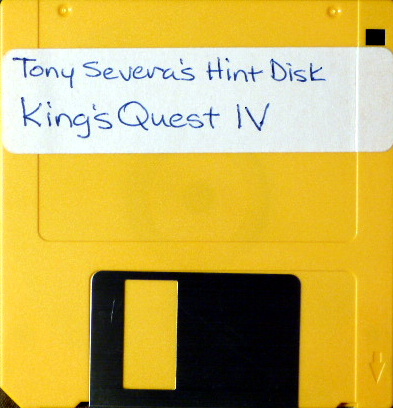 Tony Severa's Hint Disk
King's Quest IV